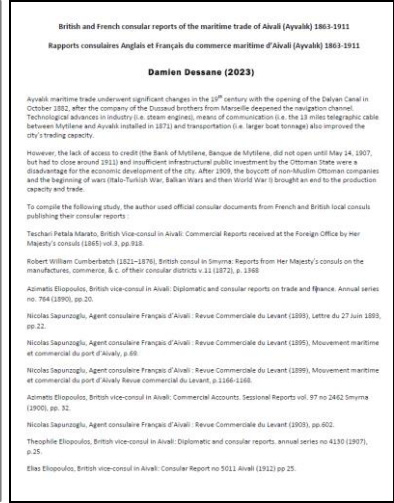 British and French consular reports of the maritime trade of Aivali (Ayvalık) 1863-1911
Rapports consulaires Anglais et Français du commerce maritime d'Aivali (Ayvalık) 1863-1911
Damien Dessane (2023)
Ayvalık maritime trade underwent significant changes in the 19th century with the opening of the Dalyan Canal in
October 1882, after the company of the Dussaud brothers from Marseille deepened the navigation channel.
Technological advances in industry (i.e. steam engines), means of communication (i.e. the 13 miles telegraphic cable
between Mytilene and Ayvalık installed in 1871) and transportation (i.e. larger boat tonnage) also improved the
city's trading capacity.
However, the lack of access to credit (the Bank of Mytilene, Banque de Mytilene, did not open until May 14, 1907,
but had to close around 1911) and insufficient infrastructural public investment by the Ottoman State were a
disadvantage for the economic development of the city. After 1909, the boycott of non-Muslim Ottoman companies
and the beginning of wars (Italo-Turkish War, Balkan Wars and then World War I) brought an end to the production
capacity and trade.
To compile the following study, the author used official consular documents from French and British local consuls
publishing their consular reports :
Teschari Petala Marato, British Vice-consul in Aivali: Commercial Reports received at the Foreign Office by Her
Majesty's consuls (1865) vol.3, pp.918.
Robert William Cumberbatch (1821–1876), British consul in Smyrna: Reports from Her Majesty's consuls on the
manufactures, commerce, & c. of their consular districts v.11 (1872), p. 1368
Azimatis Eliopoulos, British vice-consul in Aivali: Diplomatic and consular reports on trade and finance. Annual series
no. 764 (1890), pp.20.
Nicolas Sapunzoglu, Agent consulaire Français d'Aivali : Revue Commerciale du Levant (1893), Lettre du 27 Juin 1893,
pp.22.
Nicolas Sapunzoglu, Agent consulaire Français d'Aivali : Revue Commerciale du Levant (1895), Mouvement maritime
et commercial du port d'Aivaly, p.69.
Nicolas Sapunzoglu, Agent consulaire Français d'Aivali : Revue Commerciale du Levant (1899), Mouvement maritime
et commercial du port d'Aivaly Revue commercial du Levant, p.1166-1168.
Azimatis Eliopoulos, British vice-consul in Aivali: Commercial Accounts. Sessional Reports vol. 97 no 2462 Smyrna
(1900), pp. 32.
Nicolas Sapunzoglu, Agent consulaire Français d'Aivali : Revue Commerciale du Levant (1903), pp.602.
Theophile Eliopoulos, British vice-consul in Aivali: Diplomatic and consular reports. annual series no 4130 (1907),
p.25.
Elias Eliopoulos, British vice-consul in Aivali: Consular Report no 5011 Aivali (1912) pp 25.